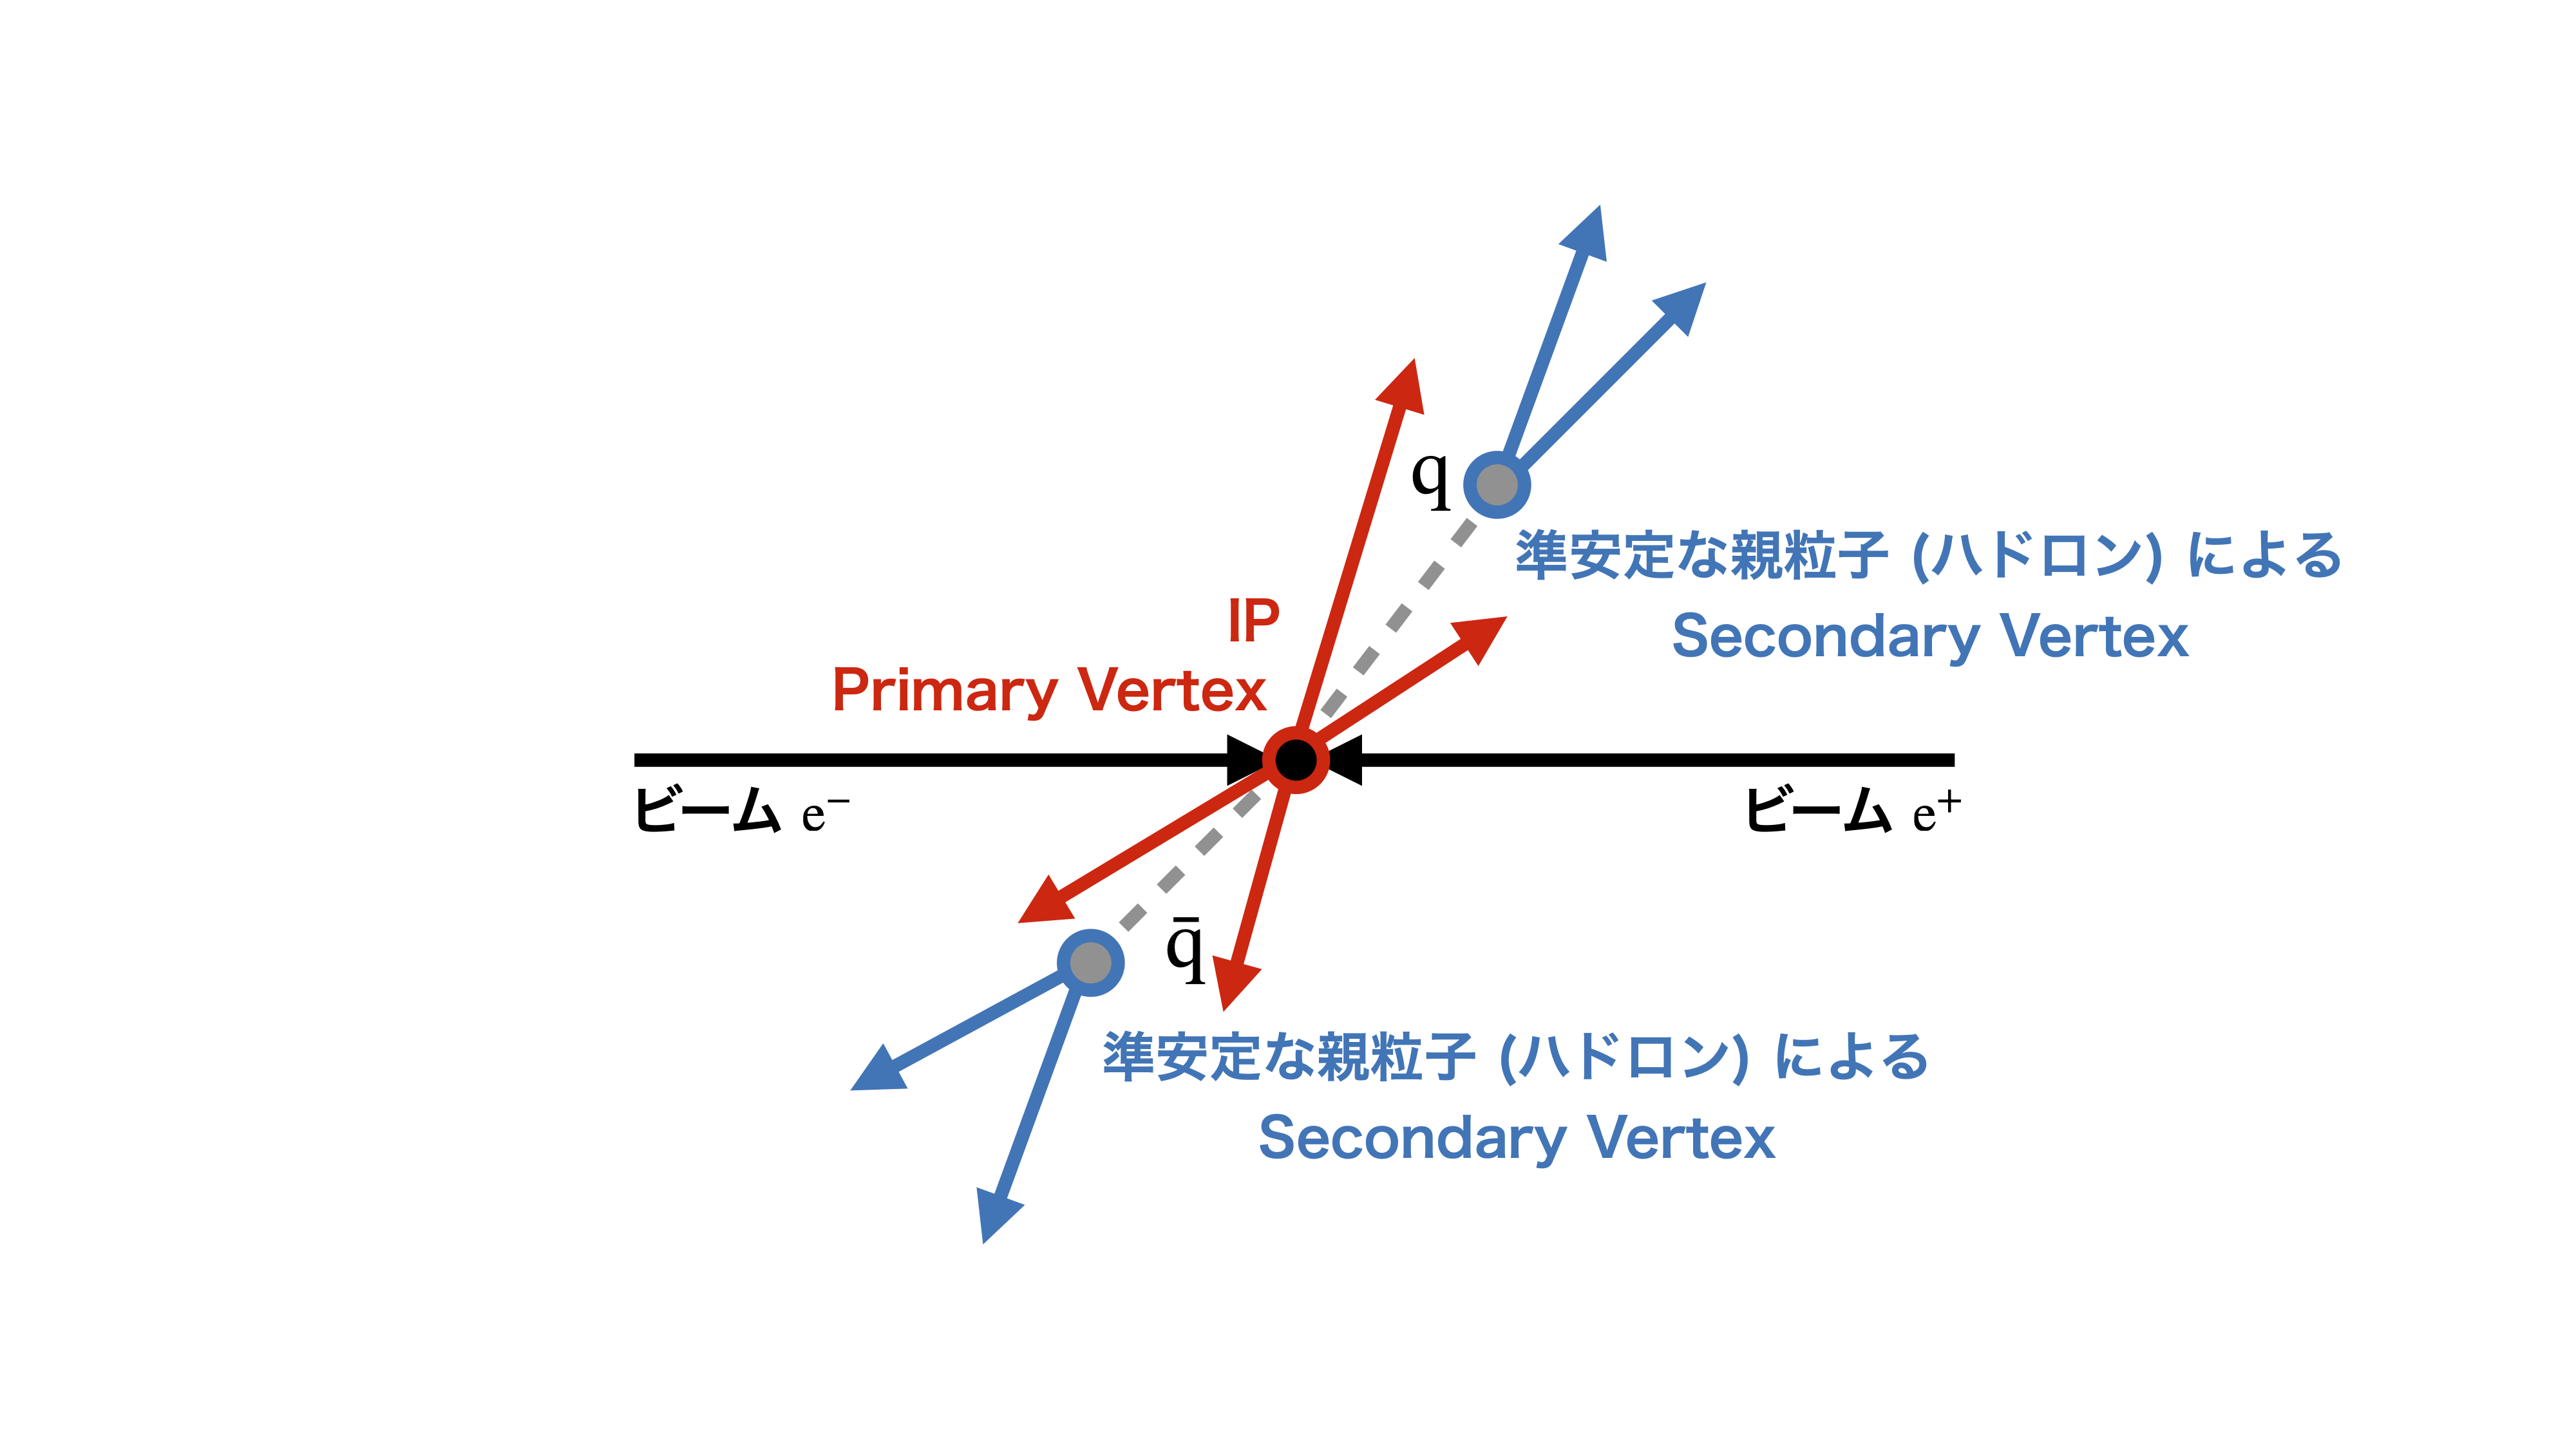 q
準安定な親粒子 (ハドロン) による
Secondary Vertex
IP
Primary Vertex
ビーム e⁻
ビーム e⁺
q̄
準安定な親粒子 (ハドロン) による
Secondary Vertex